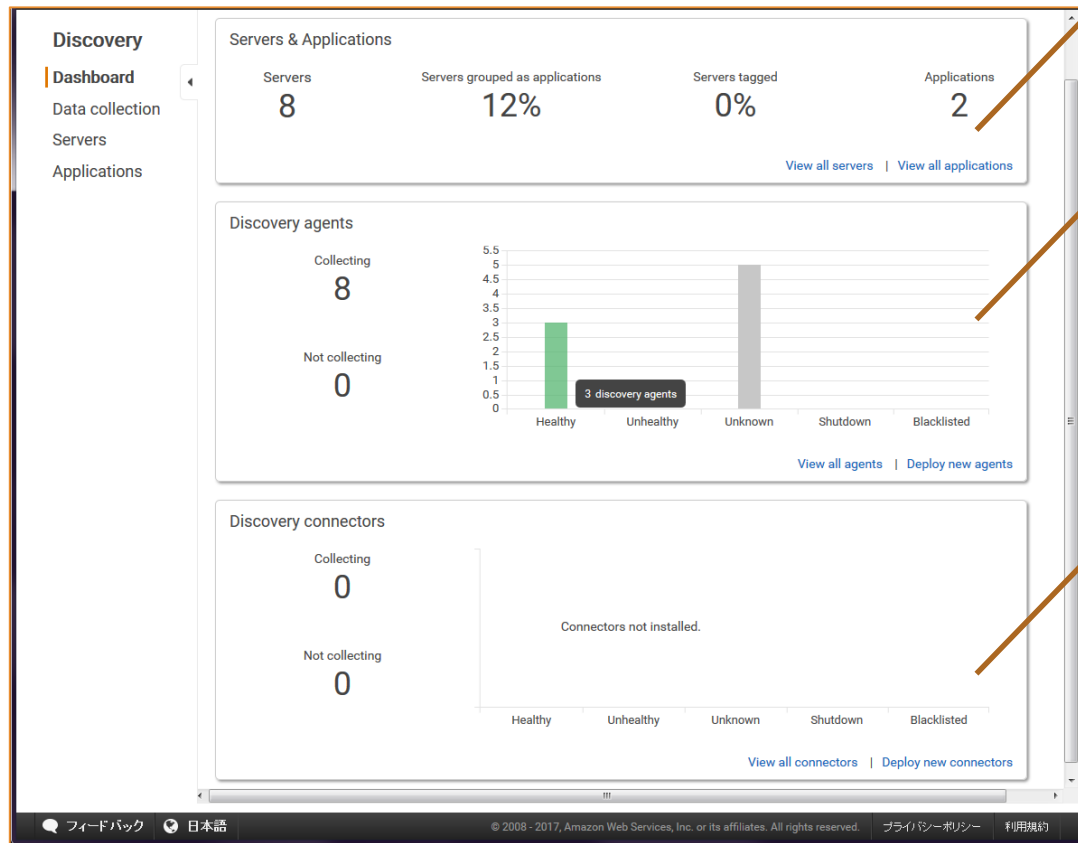 Discovery
Dashboard
Data collection
Servers
Applications
Servers & Applications
Servers
8
Servers grouped as applications
12%
Servers tagged
0%
Applications
2
View all servers | View all applications
Discovery agents
Collecting
8
Not collecting
0
5.5
5
4.5
4
3.5
3
2.5
2
1.5
1
0.5
0
3 discovery agents
Healthy Unhealthy Unknown Shutdown Blacklisted
View all agents | Deploy new agents
Discovery connectors
Collecting
0
Not collecting
0
Connectors not installed.
Healthy Unhealthy Unknown Shutdown Blacklisted
View all connectors | Deploy new connectors
フィードバック 日本語 © 2008 - 2017, Amazon Web Services, Inc. or its affiliates. All rights reserved. プライバシーポリシー 利用規約